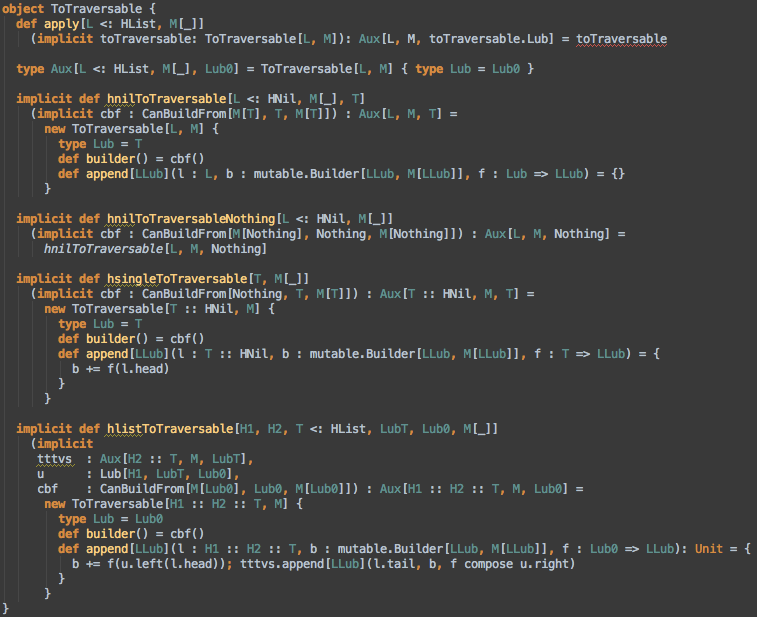 object ToTraversable {
  def apply[L <: HList, M[_]]
    (implicit toTraversable: ToTraversable[L, M]): Aux[L, M, toTraversable.Lub] = toTraversable

  type Aux[L <: HList, M[_], Lub0] = ToTraversable[L, M] { type Lub = Lub0 }

  implicit def hnilToTraversable[L <: HNil, M[_], T]
    (implicit cbf : CanBuildFrom[M[T], T, M[T]]) : Aux[L, M, T] =
      new ToTraversable[L, M] {
        type Lub = T
        def builder() = cbf()
        def append[LLub](l : L, b : mutable.Builder[LLub, M[LLub]], f : Lub => LLub) = {}
      }

  implicit def hnilToTraversableNothing[L <: HNil, M[_]]
    (implicit cbf : CanBuildFrom[M[Nothing], Nothing, M[Nothing]]) : Aux[L, M, Nothing] =
      hnilToTraversable[L, M, Nothing]

  implicit def hsingleToTraversable[T, M[_]]
    (implicit cbf : CanBuildFrom[Nothing, T, M[T]]) : Aux[T :: HNil, M, T] =
      new ToTraversable[T :: HNil, M] {
        type Lub = T
        def builder() = cbf()
        def append[LLub](l : T :: HNil, b : mutable.Builder[LLub, M[LLub]], f : T => LLub) = {
          b += f(l.head)
        }
      }

  implicit def hlistToTraversable[H1, H2, T <: HList, LubT, Lub0, M[_]]
    (implicit
     tttvs  : Aux[H2 :: T, M, LubT],
     u      : Lub[H1, LubT, Lub0],
     cbf    : CanBuildFrom[M[Lub0], Lub0, M[Lub0]]) : Aux[H1 :: H2 :: T, M, Lub0] =
      new ToTraversable[H1 :: H2 :: T, M] {
        type Lub = Lub0
        def builder() = cbf()
        def append[LLub](l : H1 :: H2 :: T, b : mutable.Builder[LLub, M[LLub]], f : Lub0 => LLub): Unit = {
          b += f(u.left(l.head)); tttvs.append[LLub](l.tail, b, f compose u.right)
        }
      }
}